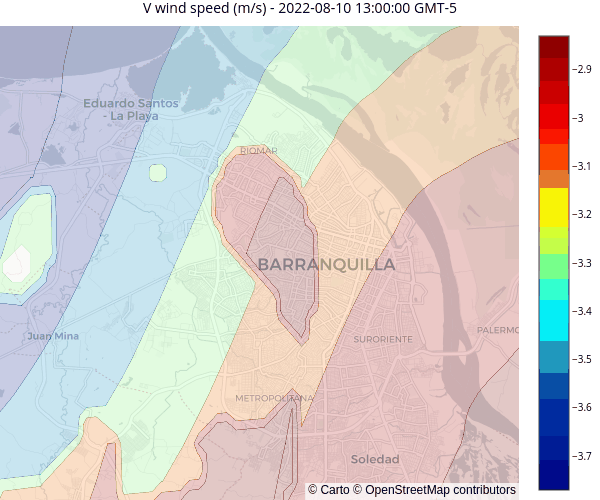 V wind speed (m/s) - 2022-08-10 13:00:00 GMT-5
Eduardo Santos
- La Playa
RIOMAR
BARRANQUILLA
Juan Mina
SURORIENTE
PALERMO
METROPOLITANA
Soledad
© Carto © OpenStreetMap contributors
−2.9
−3
−3.1
−3.2
−3.3
−3.4
−3.5
−3.6
−3.7